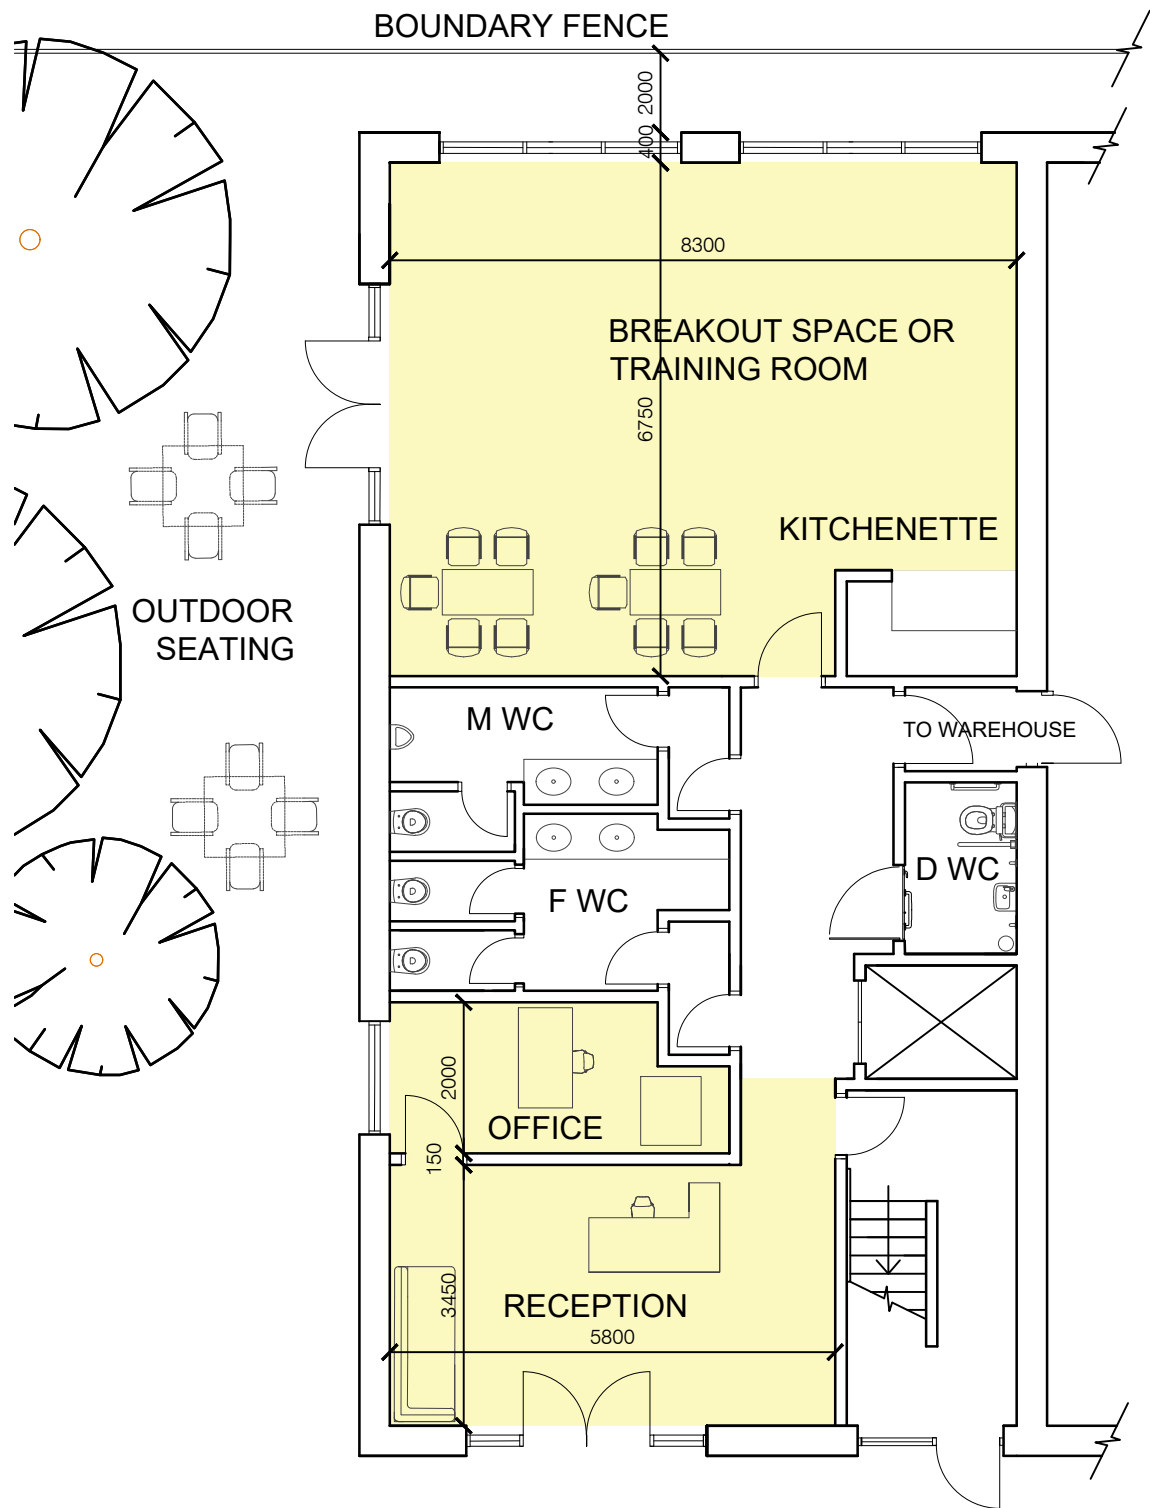 BOUNDARY FENCE
2000
400
8300
BREAKOUT SPACE OR
TRAINING ROOM
6750
KITCHENETTE
OUTDOOR
SEATING
M WC
TO WAREHOUSE
D WC
F WC
2000
OFFICE
150
3450
RECEPTION
5800